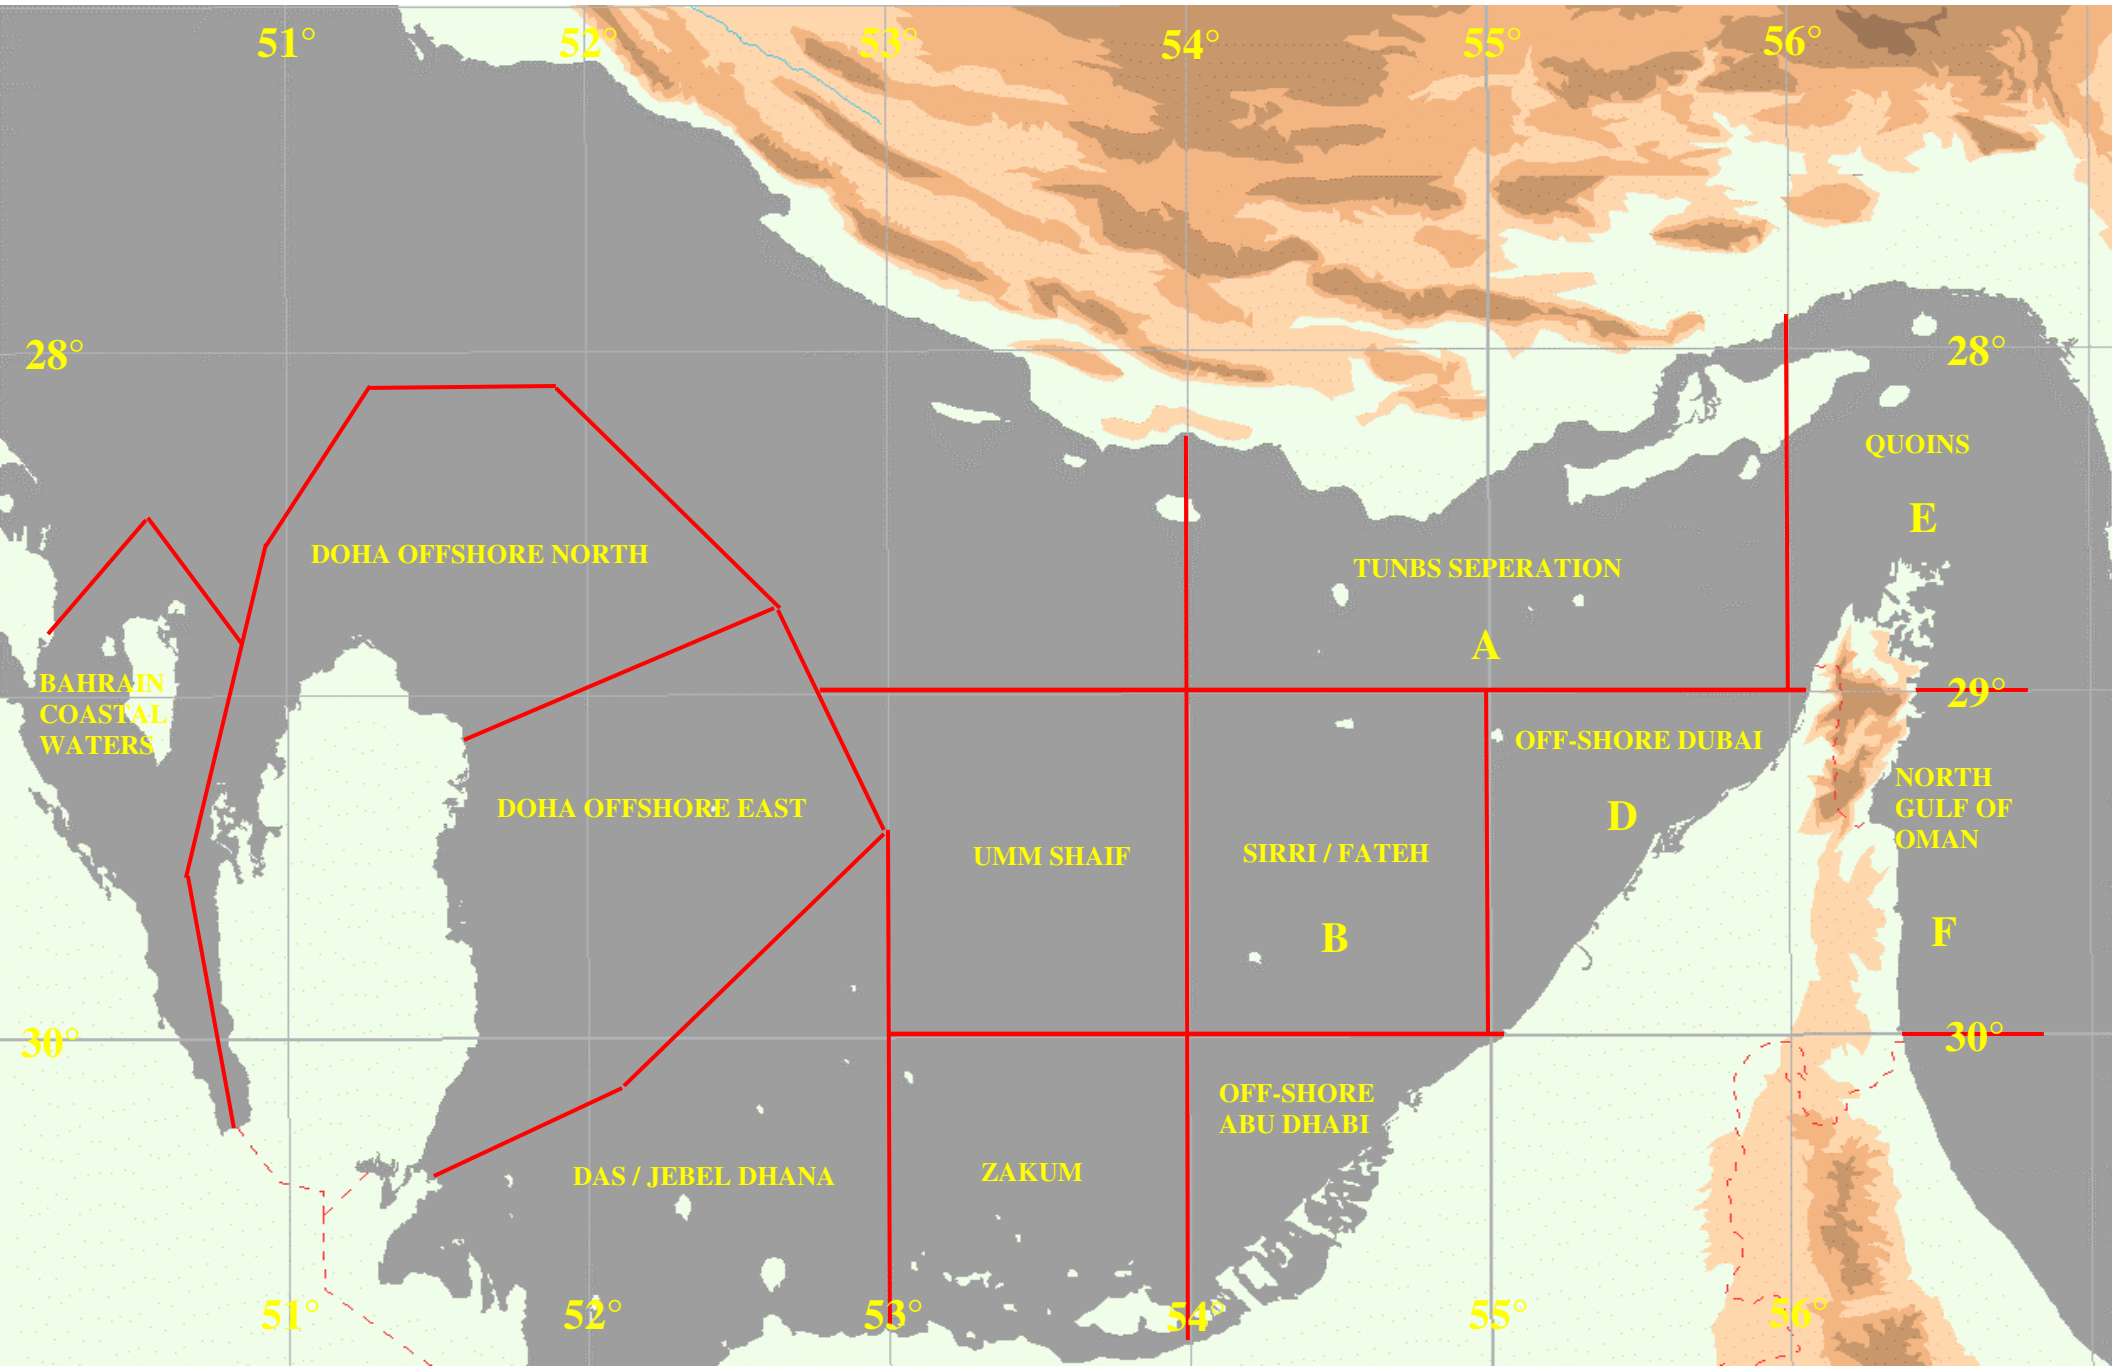 51°
52°
53°
54°
55°
56°
28°
28°
QUOINS
E
DOHA OFFSHORE NORTH
TUNBS SEPERATION
A
BAHRAIN
COASTAL
WATERS
29°
OFF-SHORE DUBAI
NORTH
GULF OF
OMAN
DOHA OFFSHORE EAST
D
UMM SHAIF
SIRRI / FATEH
B
F
30°
30°
OFF-SHORE
ABU DHABI
DAS / JEBEL DHANA
ZAKUM
51°
52°
53°
54°
55°
56°